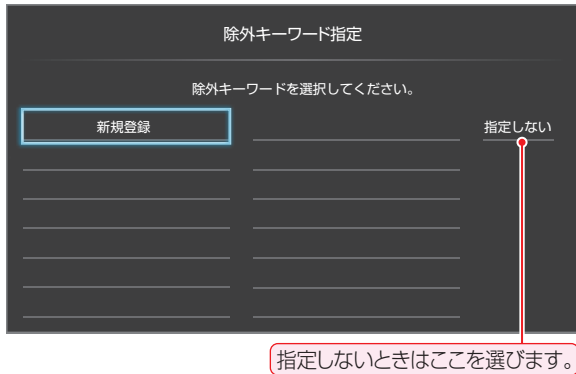 除外キーワード指定
除外キーワードを選択してください。
新規登録
指定しない
指定しないときはここを選びます。